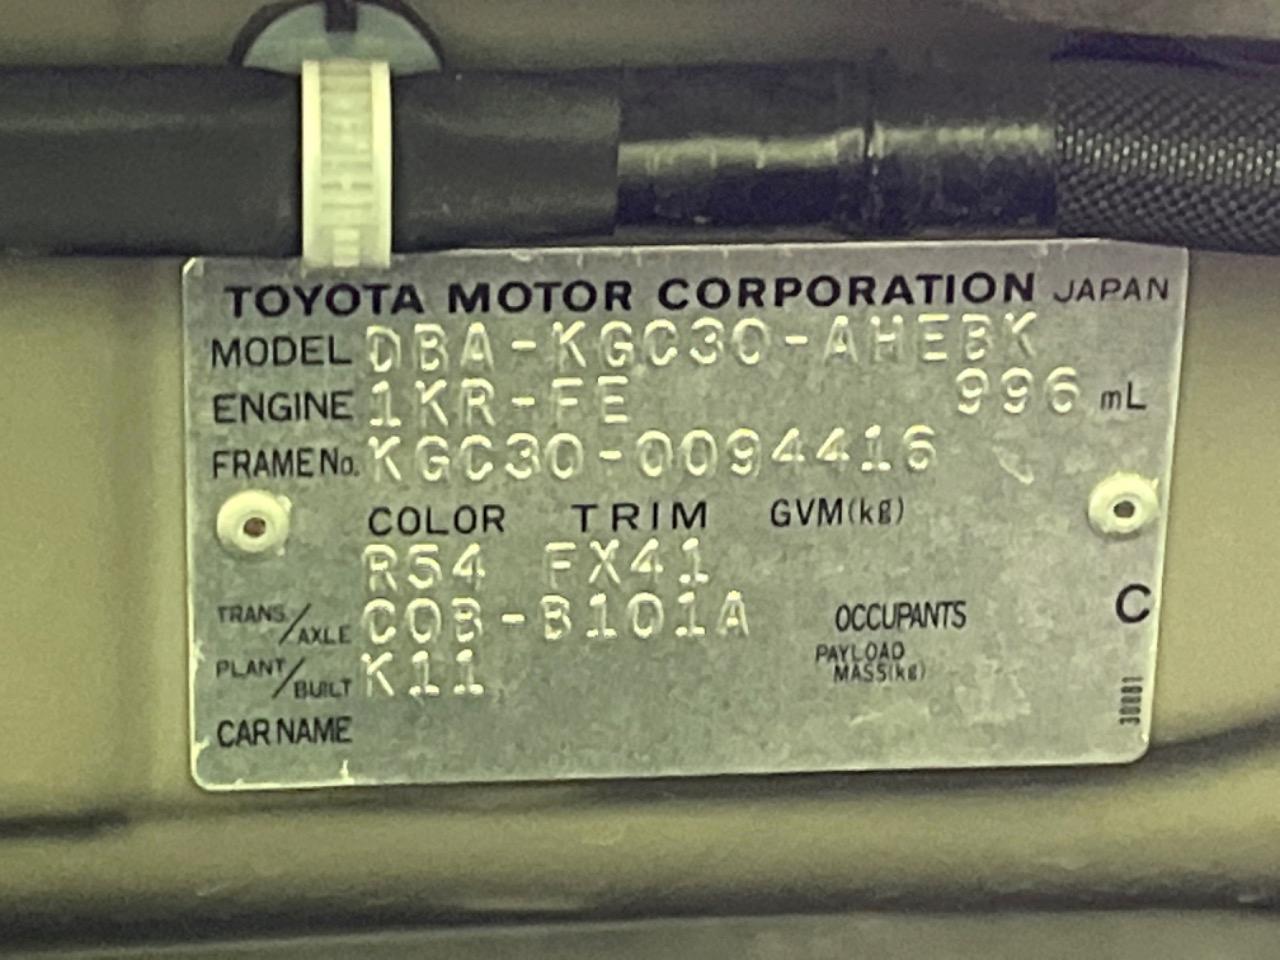 TOYOTA MOTOR CORPORATION JAPAN
MODEL DBA-KGC30-AHEBK
ENGINE 1KR-FE 996 mL
FRAME No. KGC30-0094416
COLOR TRIM GVM(kg)
R54 FX41
TRANS/AXLE C0B-B101A OCCUPANTS C
PLANT/BUILT K11 PAYLOAD MASS(kg)
CAR NAME